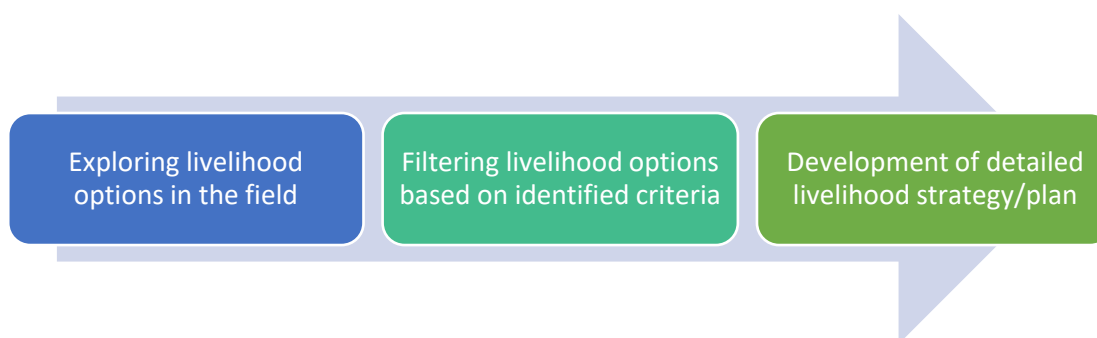 Exploring livelihood
options in the field
Filtering livelihood options
based on identified criteria
Development of detailed
livelihood strategy/plan